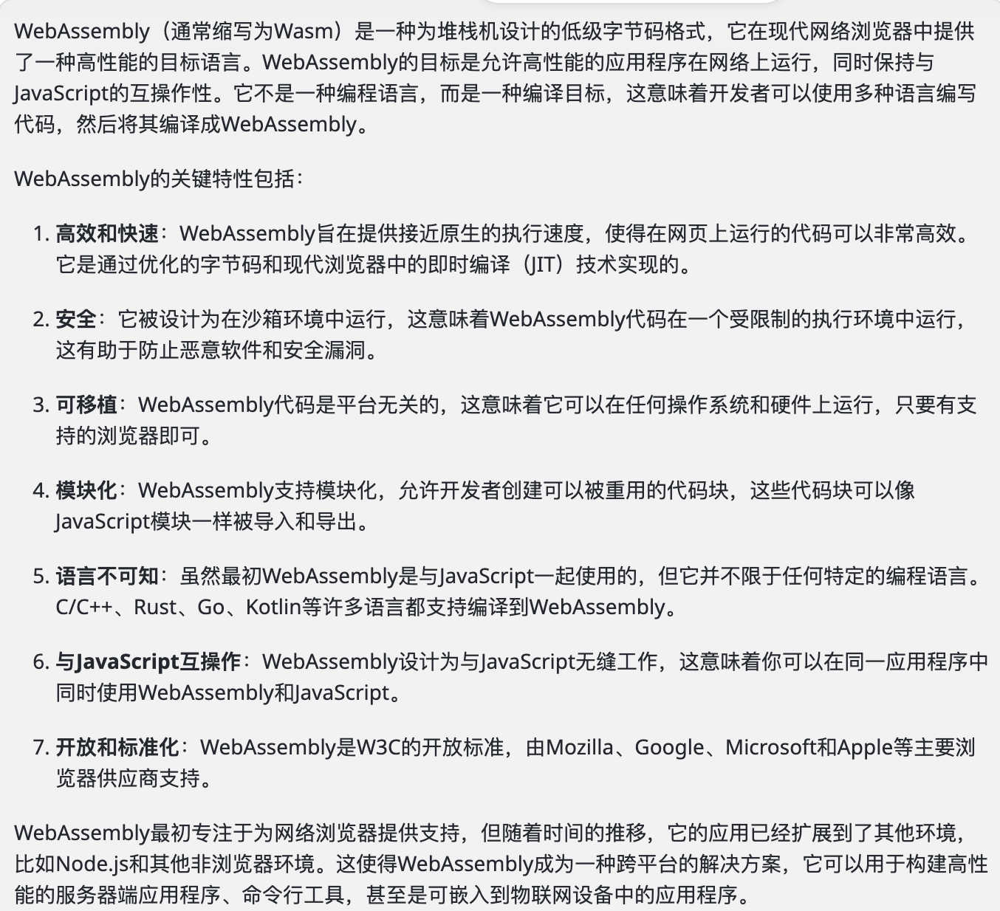 WebAssembly（通常缩写为Wasm）是一种为堆栈机设计的低级字节码格式，它在现代网络浏览器中提供
了一种高性能的目标语言。WebAssembly的目标是允许高性能的应用程序在网络上运行，同时保持与
JavaScript的互操作性。它不是一种编程语言，而是一种编译目标，这意味着开发者可以使用多种语言编写
代码，然后将其编译成WebAssembly。
WebAssembly的关键特性包括：
1. 高效和快速：WebAssembly旨在提供接近原生的执行速度，使得在网页上运行的代码可以非常高效。
它是通过优化的字节码和现代浏览器中的即时编译（JIT）技术实现的。
2. 安全：它被设计为在沙箱环境中运行，这意味着WebAssembly代码在一个受限制的执行环境中运行，
这有助于防止恶意软件和安全漏洞。
3. 可移植：WebAssembly代码是平台无关的，这意味着它可以在任何操作系统和硬件上运行，只要有支
持的浏览器即可。
4. 模块化：WebAssembly支持模块化，允许开发者创建可以被重用的代码块，这些代码块可以像
JavaScript模块一样被导入和导出。
5. 语言不可知：虽然最初WebAssembly是与JavaScript一起使用的，但它并不限于任何特定的编程语言。
C/C++、Rust、Go、Kotlin等许多语言都支持编译到WebAssembly。
6. 与JavaScript互操作：WebAssembly设计为与JavaScript无缝工作，这意味着你可以在同一应用程序中
同时使用WebAssembly和JavaScript。
7. 开放和标准化：WebAssembly是W3C的开放标准，由Mozilla、Google、Microsoft和Apple等主要浏
览器供应商支持。
WebAssembly最初专注于为网络浏览器提供支持，但随着时间的推移，它的应用已经扩展到了其他环境，
比如Node.js和其他非浏览器环境。这使得WebAssembly成为一种跨平台的解决方案，它可以用于构建高性
能的服务器端应用程序、命令行工具，甚至是可嵌入到物联网设备中的应用程序。